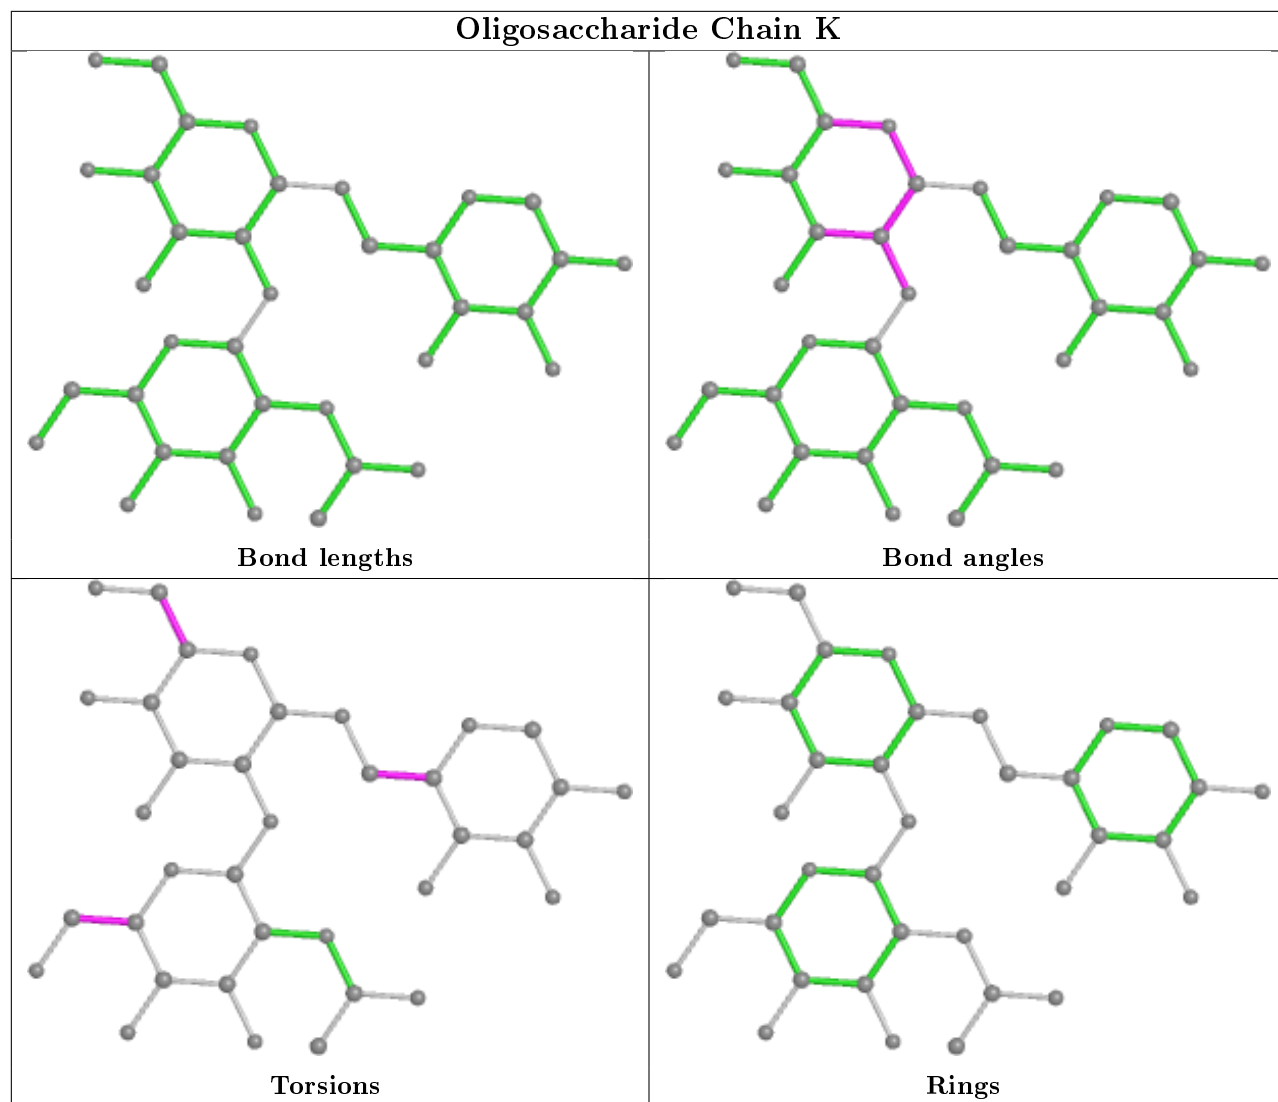 Oligosaccharide Chain K
Bond lengths
Bond angles
Torsions
Rings